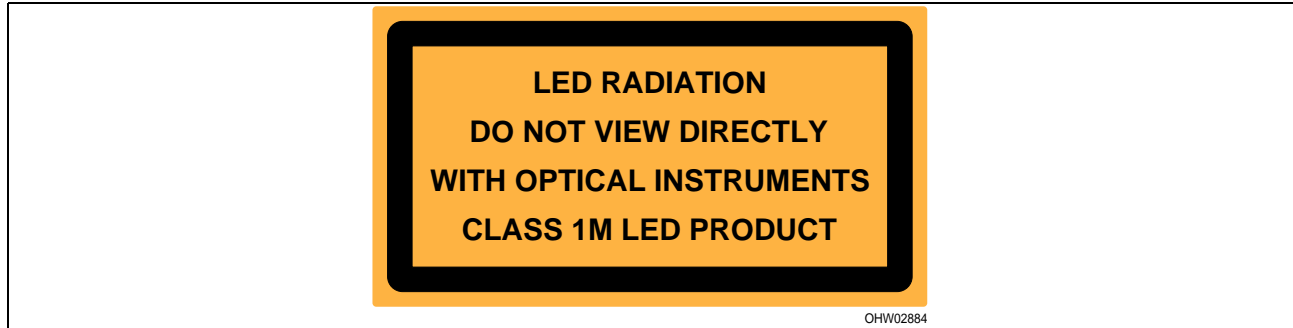 LED RADIATION
DO NOT VIEW DIRECTLY
WITH OPTICAL INSTRUMENTS
CLASS 1M LED PRODUCT
OHW02884